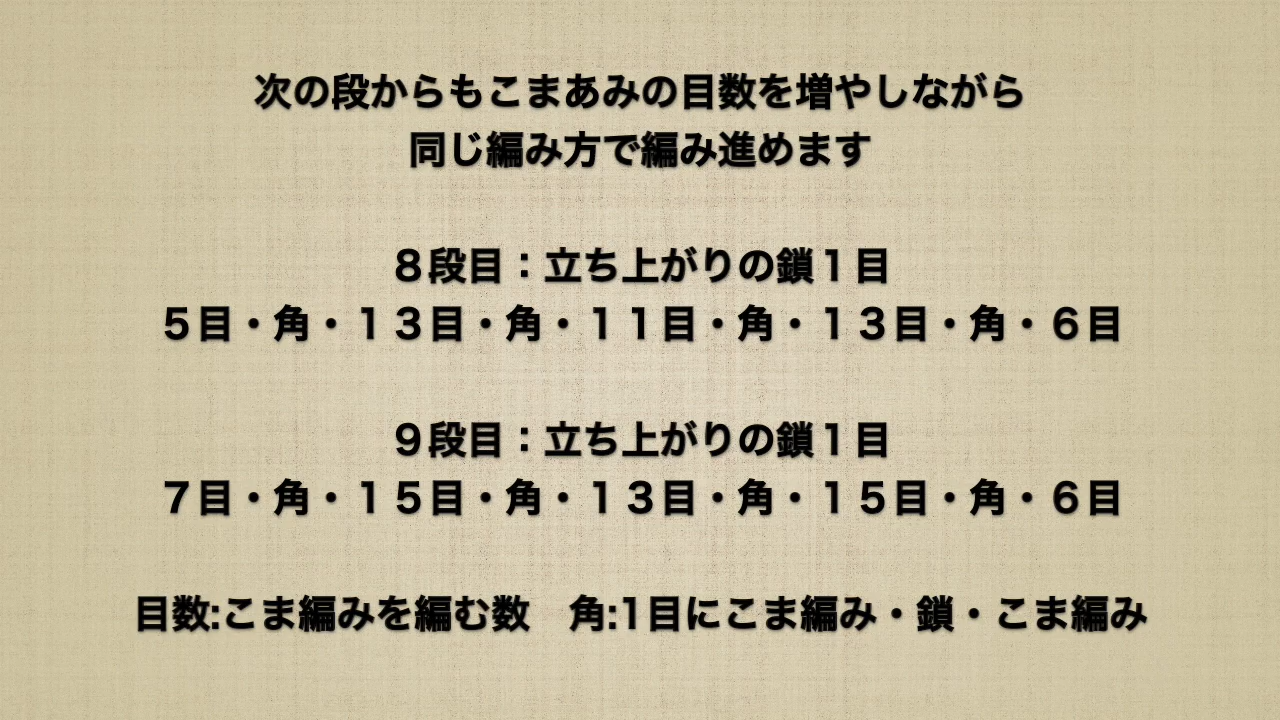 次の段からもこまあみの目数を増やしながら
同じ編み方で編み進めます
８段目：立ち上がりの鎖１目
５目・角・１３目・角・１１目・角・１３目・角・６目
９段目：立ち上がりの鎖１目
７目・角・１５目・角・１３目・角・１５目・角・６目
目数:こま編みを編む数　角:1目にこま編み・鎖・こま編み